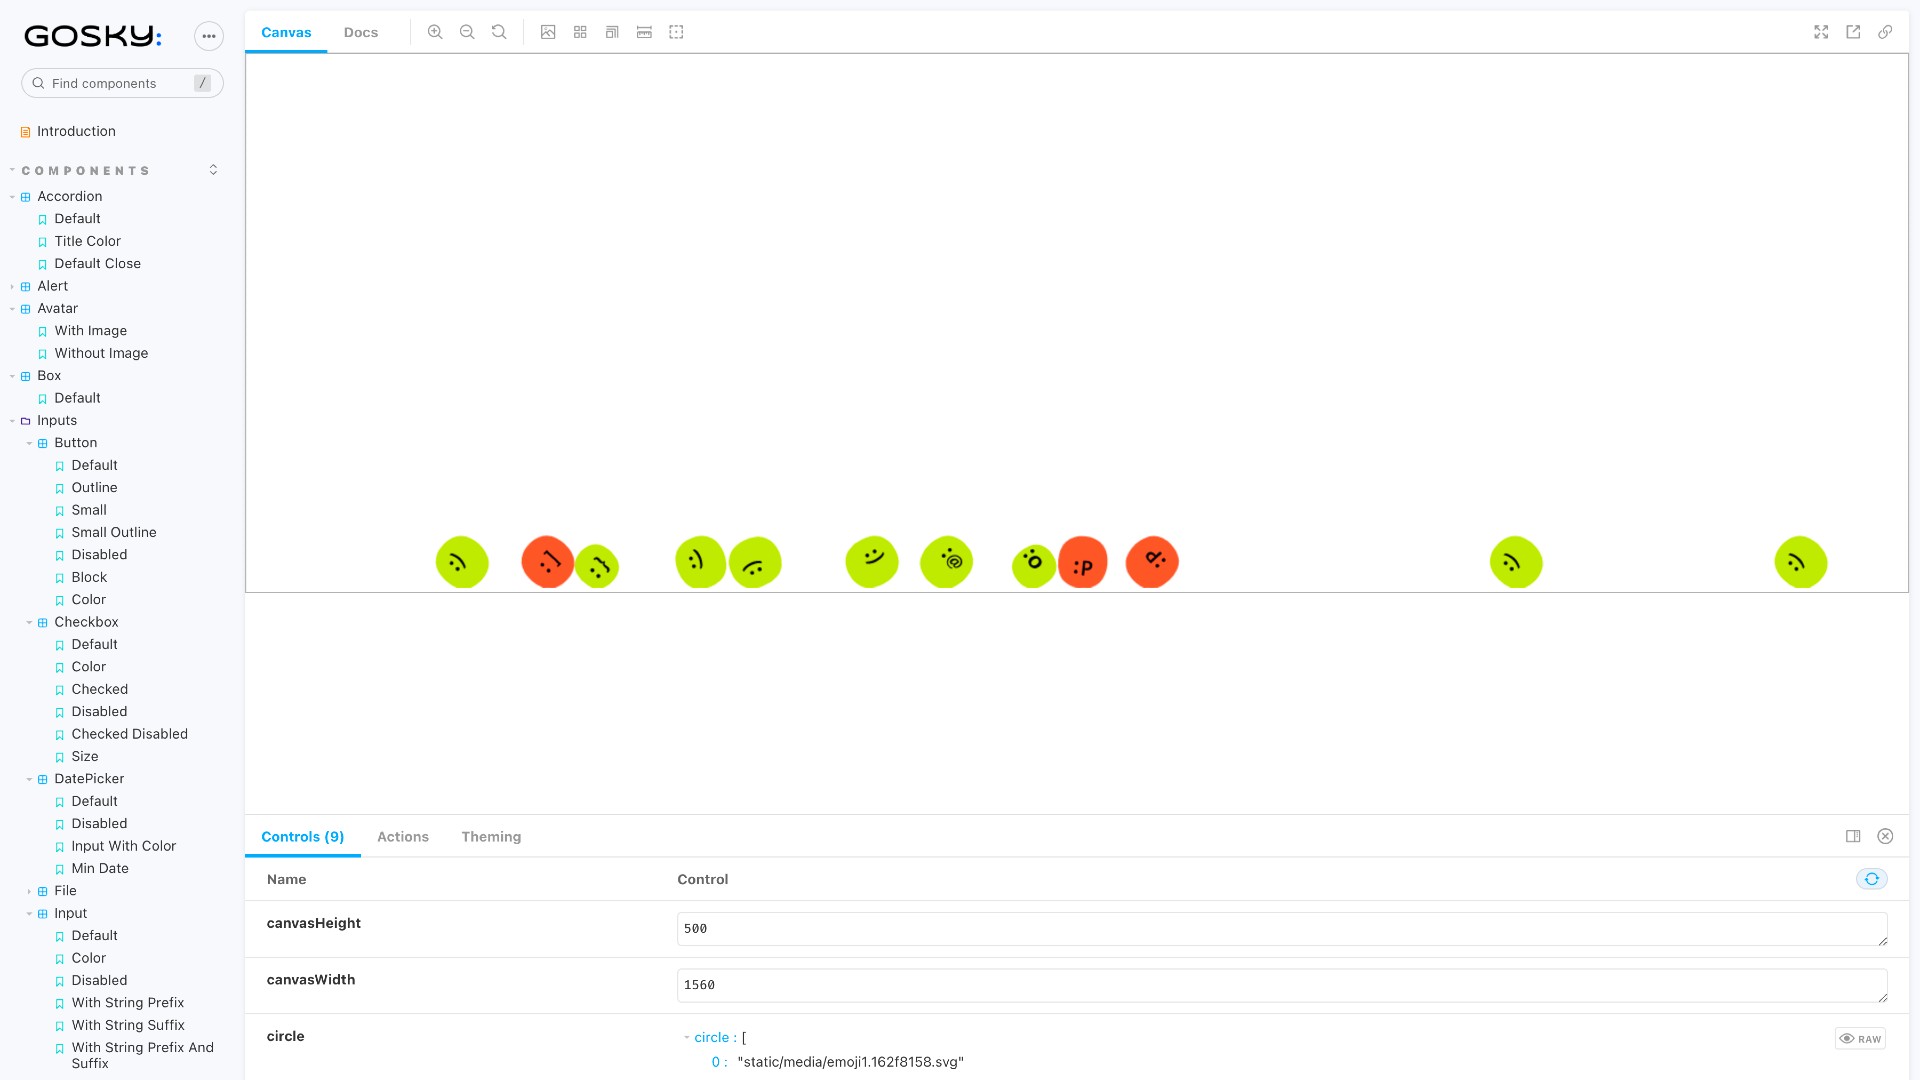 GOSKY:
Find components
/
Introduction
COMPONENTS
Accordion
Default
Title Color
Default Close
Alert
Avatar
With Image
Without Image
Box
Default
Inputs
Button
Default
Outline
Small
Small Outline
Disabled
Block
Color
Checkbox
Default
Color
Checked
Disabled
Checked Disabled
Size
DatePicker
Default
Disabled
Input With Color
Min Date
File
Input
Default
Color
Disabled
With String Prefix
With String Suffix
With String Prefix And
Suffix
Canvas Docs
:) :] :} :) :( :) :@ :O :P d: :) :)
Controls (9) Actions Theming
Name Control
canvasHeight 500
canvasWidth 1560
circle circle : [
RAW
0 : "static/media/emoji1.162f8158.svg"